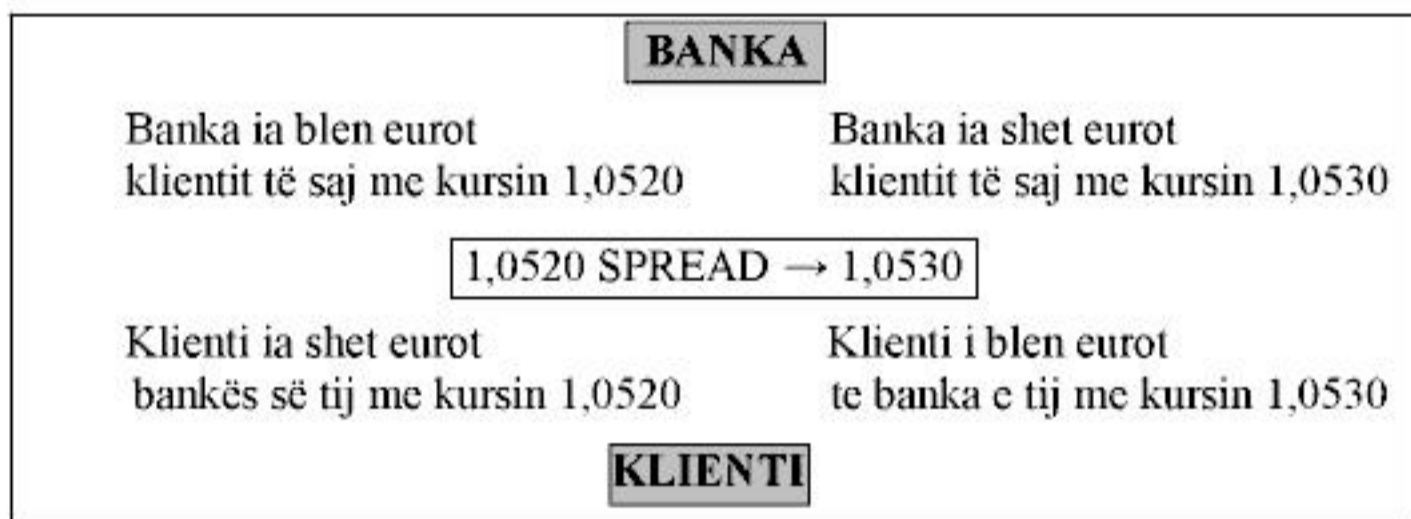 BANKA
Banka ia blen eurot
klientit të saj me kursin 1,0520
Banka ia shet eurot
klientit të saj me kursin 1,0530
1,0520 SPREAD → 1,0530
Klienti ia shet eurot
bankës së tij me kursin 1,0520
Klienti i blen eurot
te banka e tij me kursin 1,0530
KLIENTI